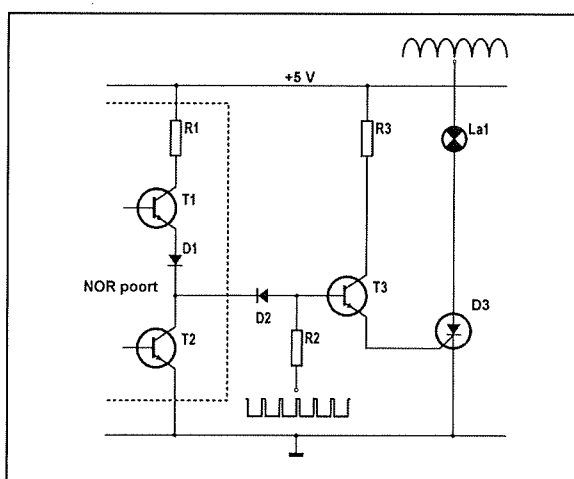 +5 V
R1
R3
La1
T1
D1
NOR poort
T3
D3
D2
T2
R2